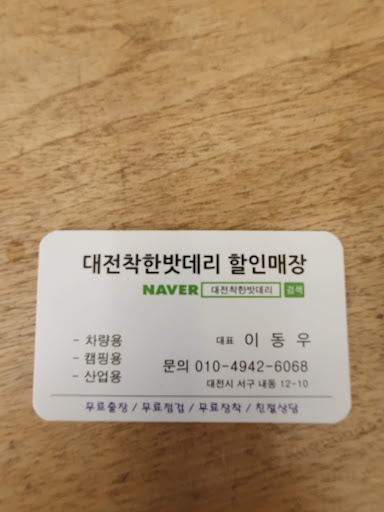 대전착한밧데리 할인매장
NAVER 대전착한밧데리 검색
- 차량용
- 캠핑용
- 산업용
대표 이 동 우
문의 010-4942-6068
대전시 서구 내동 12-10
무료출장 / 무료점검 / 무료장착 / 친절상담